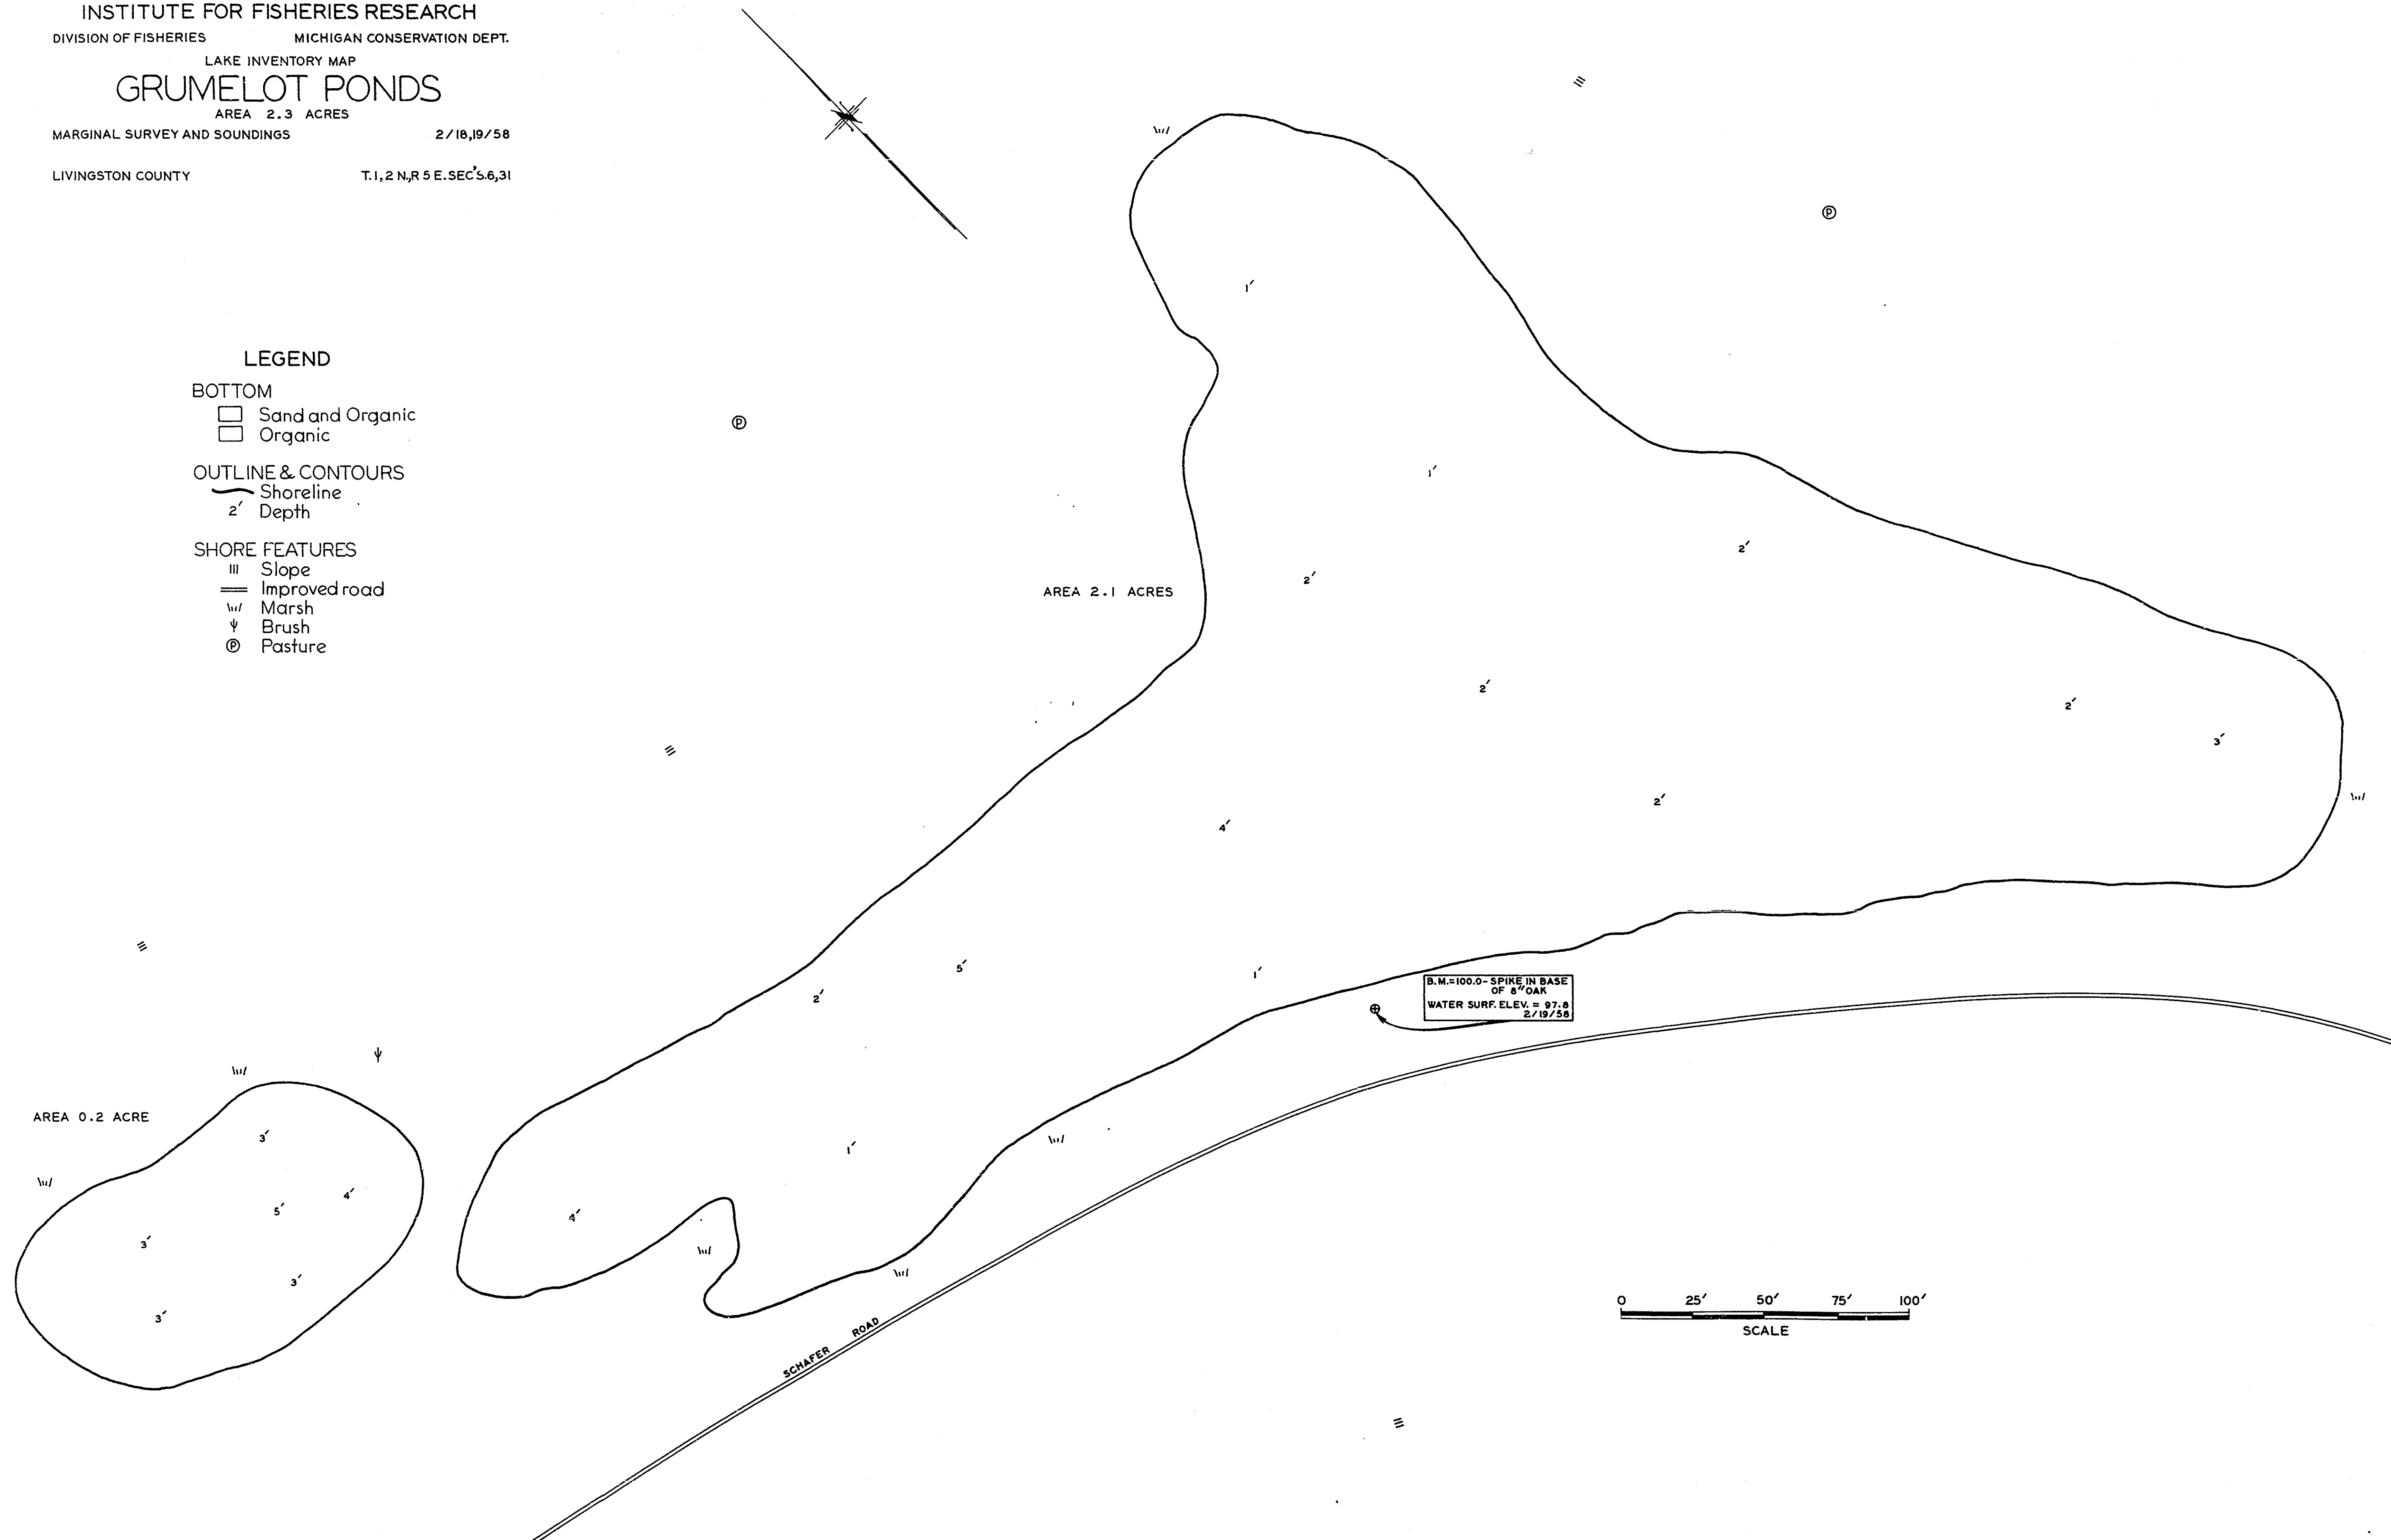 INSTITUTE FOR FISHERIES RESEARCH
DIVISION OF FISHERIES MICHIGAN CONSERVATION DEPT.
LAKE INVENTORY MAP
GRUMELOT PONDS
AREA 2.3 ACRES
MARGINAL SURVEY AND SOUNDINGS 2/18,19/58
LIVINGSTON COUNTY T.1,2 N.,R 5 E.SEC'S.6,31
LEGEND
BOTTOM
Sand and Organic
Organic
OUTLINE & CONTOURS
Shoreline
2' Depth
SHORE FEATURES
Slope
Improved road
Marsh
Brush
P Pasture
P
P
1'
1'
2'
2'
AREA 2.1 ACRES
2'
2'
3'
2'
4'
5'
1'
2'
B.M.=100.0-SPIKE IN BASE
OF 8" OAK
WATER SURF. ELEV. = 97.8
2/19/58
AREA 0.2 ACRE
3'
1'
4'
5'
4'
3'
3'
3'
SCHAFER ROAD
0 25' 50' 75' 100'
SCALE